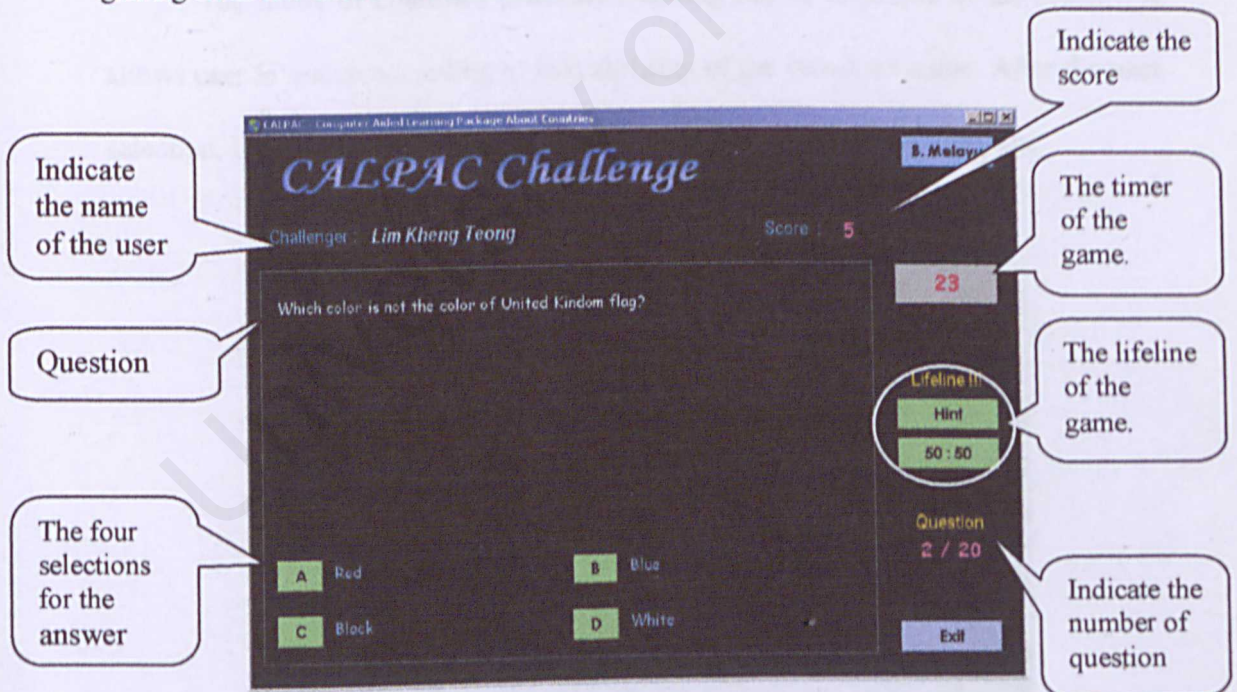 Indicate the
score
CALPAC - Computer Aided Learning Package About Countries
B. Melayu
CALPAC Challenge
Indicate
the name
of the user
The timer
of the
game.
Challenger : Lim Kheng Teong
Score : 5
23
Which color is not the color of United Kindom flag?
Question
The lifeline
of the
game.
Lifeline !!!
Hint
50 : 50
The four
selections
for the
answer
Question
2 / 20
A Red
B Blue
C Black
D White
Exit
Indicate the
number of
question